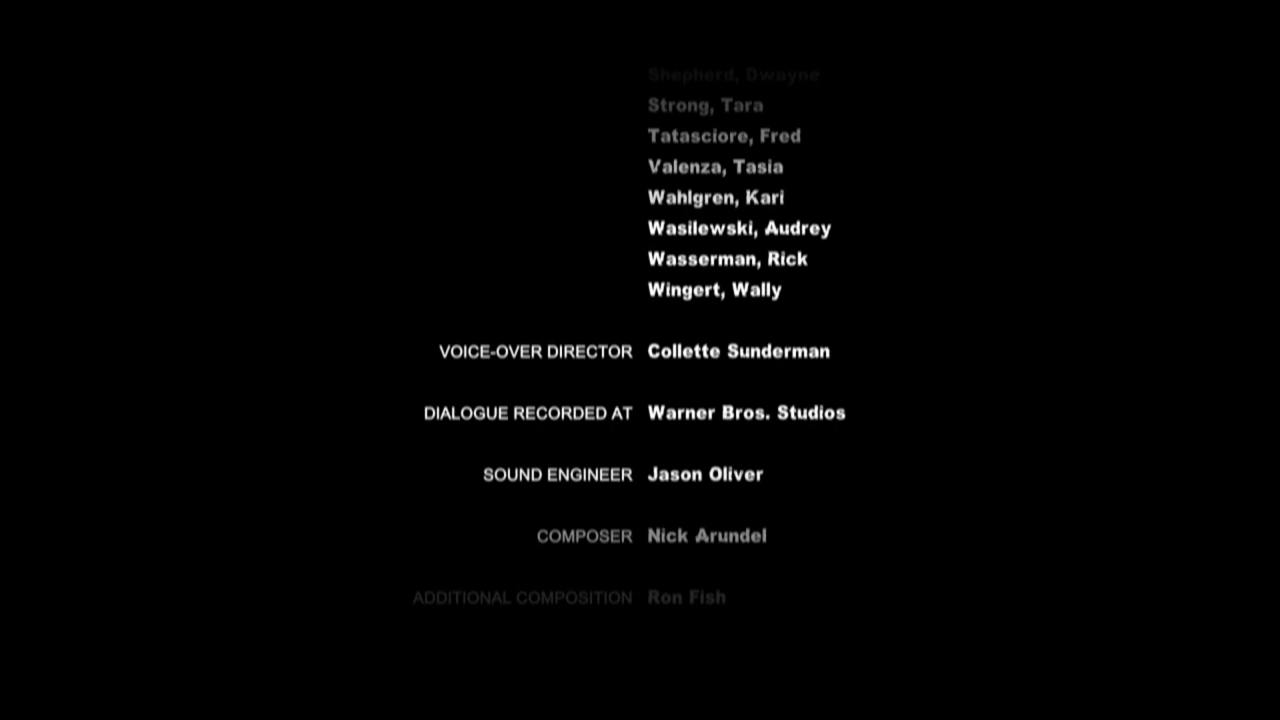 Shepherd, Dwayne
Strong, Tara
Tatasciore, Fred
Valenza, Tasia
Wahlgren, Kari
Wasilewski, Audrey
Wasserman, Rick
Wingert, Wally
VOICE-OVER DIRECTOR Collette Sunderman
DIALOGUE RECORDED AT Warner Bros. Studios
SOUND ENGINEER Jason Oliver
COMPOSER Nick Arundel
ADDITIONAL COMPOSITION Ron Fish